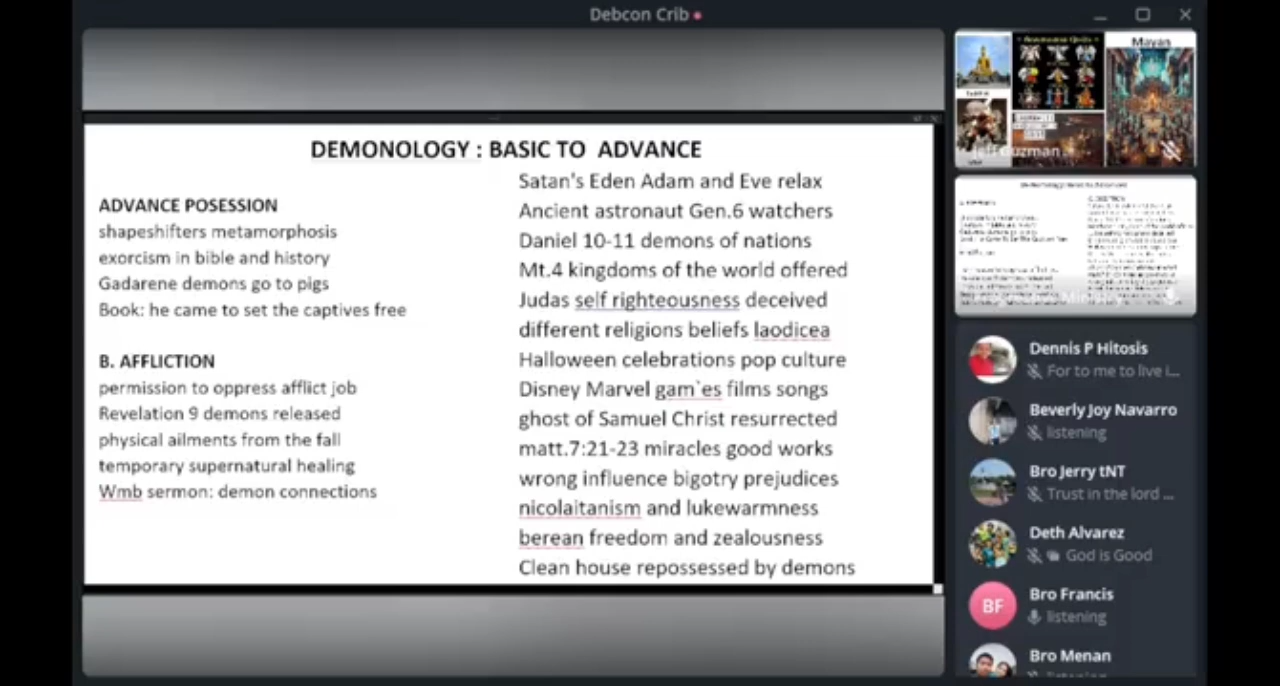 Debcon Crib
DEMONOLOGY : BASIC TO ADVANCE
ADVANCE POSESSION
shapeshifters metamorphosis
exorcism in bible and history
Gadarene demons go to pigs
Book: he came to set the captives free
B. AFFLICTION
permission to oppress afflict job
Revelation 9 demons released
physical ailments from the fall
temporary supernatural healing
Wmb sermon: demon connections
Satan's Eden Adam and Eve relax
Ancient astronaut Gen.6 watchers
Daniel 10-11 demons of nations
Mt.4 kingdoms of the world offered
Judas self righteousness deceived
different religions beliefs laodicea
Halloween celebrations pop culture
Disney Marvel gam`es films songs
ghost of Samuel Christ resurrected
matt.7:21-23 miracles good works
wrong influence bigotry prejudices
nicolaitanism and lukewarmness
berean freedom and zealousness
Clean house repossessed by demons
Mayan
jeff guzman
Dennis P Hitosis
For to me to live i...
Beverly Joy Navarro
listening
Bro Jerry tNT
Trust in the lord ...
Deth Alvarez
God is Good
BF
Bro Francis
listening
Bro Menan
listening